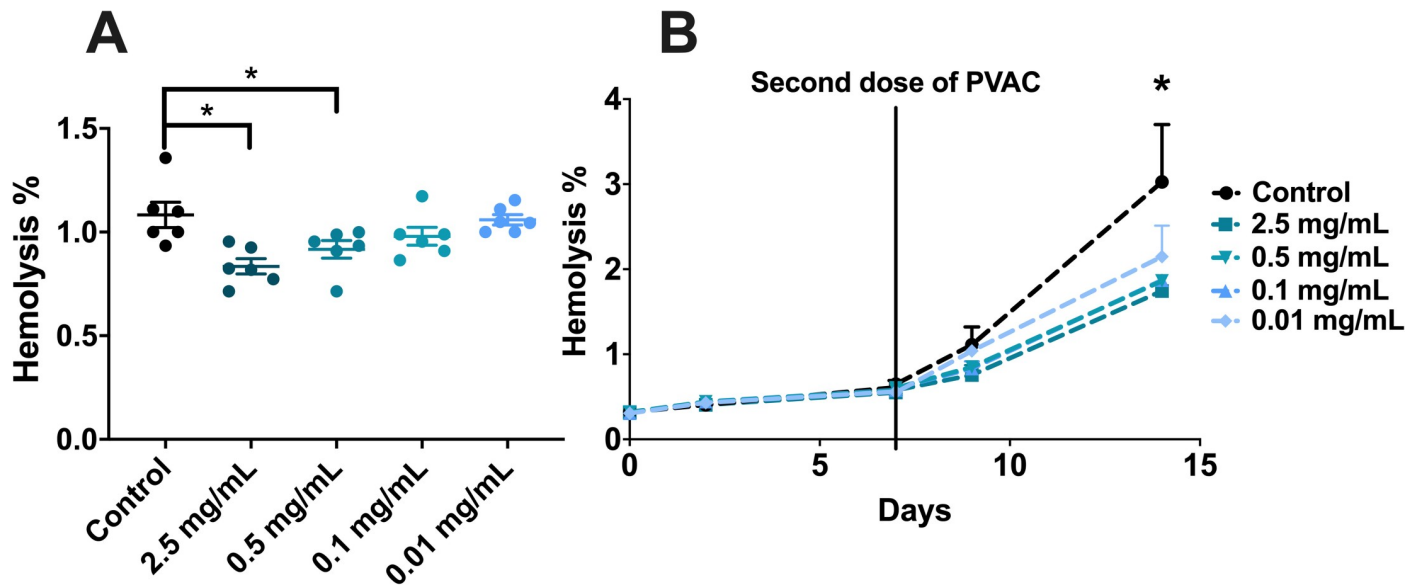 A
*
*
Hemolysis %
1.5
1.0
0.5
0.0
Control
2.5 mg/mL
0.5 mg/mL
0.1 mg/mL
0.01 mg/mL
B
Second dose of PVAC
*
Hemolysis %
4
3
2
1
0
0
5
10
15
Days
Control
2.5 mg/mL
0.5 mg/mL
0.1 mg/mL
0.01 mg/mL